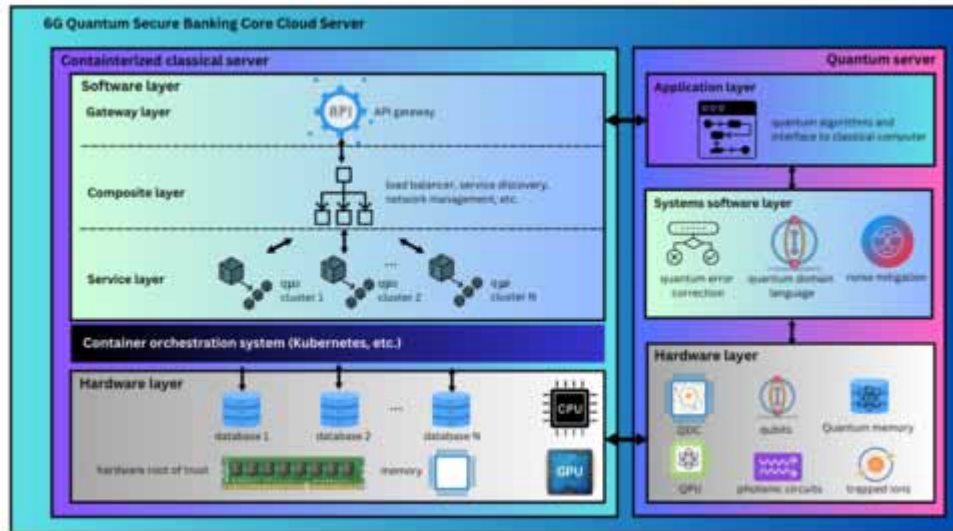 6G Quantum Secure Banking Core Cloud Server
Containterized classical server
Software layer
Gateway layer
API
API gateway
Composite layer
load balancer, service discovery,
network management, etc.
Service layer
...
cluster 1
cluster 2
cluster N
Container orchestration system (Kubernetes, etc.)
Hardware layer
database 1
database 2
...
database N
CPU
hardware root of trust
memory
GPU
Quantum server
Application layer
quantum algorithms and
interface to classical computer
Systems software layer
quantum error
correction
quantum domain
language
noise mitigation
Hardware layer
qubits
Quantum memory
QPU
photonic circuits
trapped ions